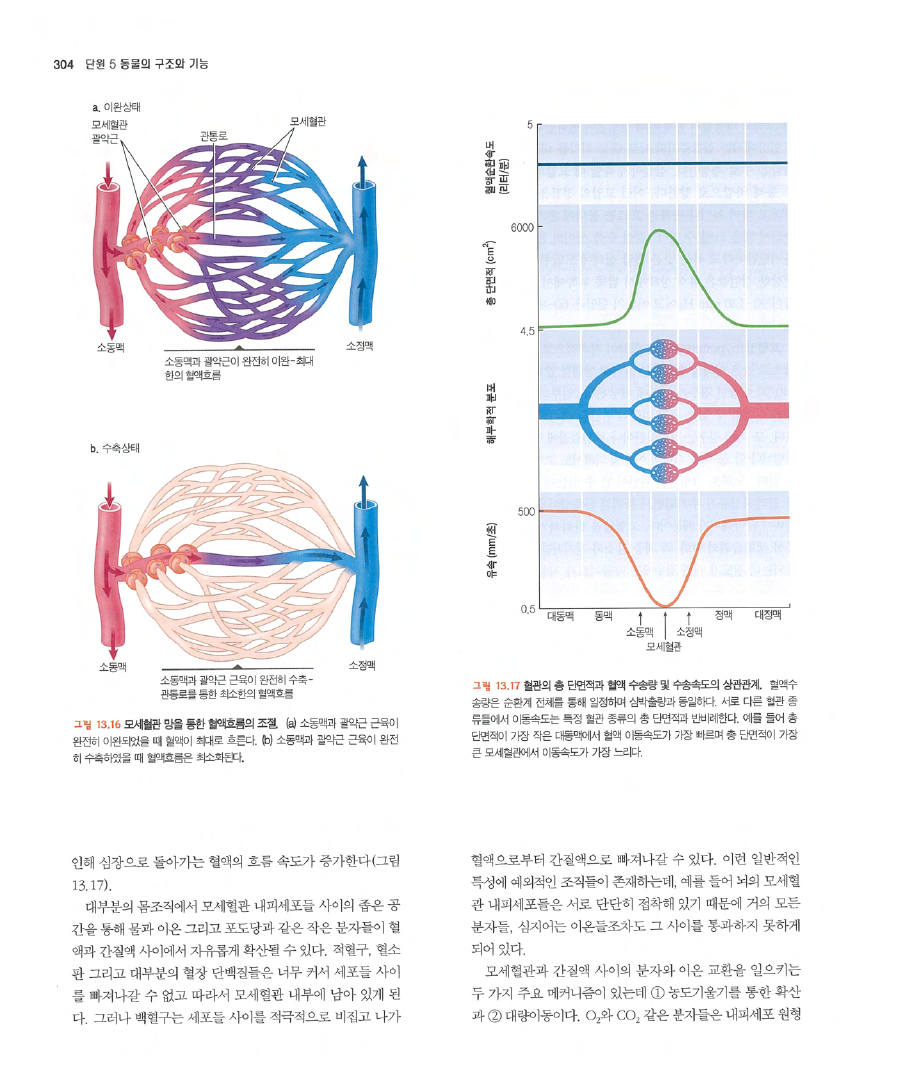 304 단원 5 동물의 구조와 기능
a. 이완상태
모세혈관
괄약근
관통로
모세혈관
소동맥
소정맥
소동맥과 괄약근이 완전히 이완-최대
한의 혈액흐름
b. 수축상태
소동맥
소정맥
소동맥과 괄약근 근육이 완전히 수축-
관통로를 통한 최소한의 혈액흐름
그림 13.16 모세혈관 망을 통한 혈액흐름의 조절. (a) 소동맥과 괄약근 근육이
완전히 이완되었을 때 혈액이 최대로 흐른다. (b) 소동맥과 괄약근 근육이 완전
히 수축하였을 때 혈액흐름은 최소화된다.
혈액순환속도
(리터/분)
5
총 단면적 (cm²)
6000
4.5
해부학적 분포
유속 (mm/초)
500
0.5
대동맥 동맥 소동맥 모세혈관 소정맥 정맥 대정맥
그림 13.17 혈관의 총 단면적과 혈액 수송량 및 수송속도의 상관관계. 혈액수
송량은 순환계 전체를 통해 일정하며 심박출량과 동일하다. 서로 다른 혈관 종
류들에서 이동속도는 특정 혈관 종류의 총 단면적과 반비례한다. 예를 들어 총
단면적이 가장 작은 대동맥에서 혈액 이동속도가 가장 빠르며 총 단면적이 가장
큰 모세혈관에서 이동속도가 가장 느리다.
인해 심장으로 돌아가는 혈액의 흐름 속도가 증가한다(그림
13.17).
대부분의 몸조직에서 모세혈관 내피세포들 사이의 좁은 공
간을 통해 물과 이온 그리고 포도당과 같은 작은 분자들이 혈
액과 간질액 사이에서 자유롭게 확산될 수 있다. 적혈구, 혈소
판 그리고 대부분의 혈장 단백질들은 너무 커서 세포들 사이
를 빠져나갈 수 없고 따라서 모세혈관 내부에 남아 있게 된
다. 그러나 백혈구는 세포들 사이를 적극적으로 비집고 나가
혈액으로부터 간질액으로 빠져나갈 수 있다. 이런 일반적인
특성에 예외적인 조직들이 존재하는데, 예를 들어 뇌의 모세혈
관 내피세포들은 서로 단단히 접착해 있기 때문에 거의 모든
분자들, 심지어는 이온들조차도 그 사이를 통과하지 못하게
되어 있다.
모세혈관과 간질액 사이의 분자와 이온 교환을 일으키는
두 가지 주요 메커니즘이 있는데 ① 농도기울기를 통한 확산
과 ② 대량이동이다. O₂와 CO₂ 같은 분자들은 내피세포 원형